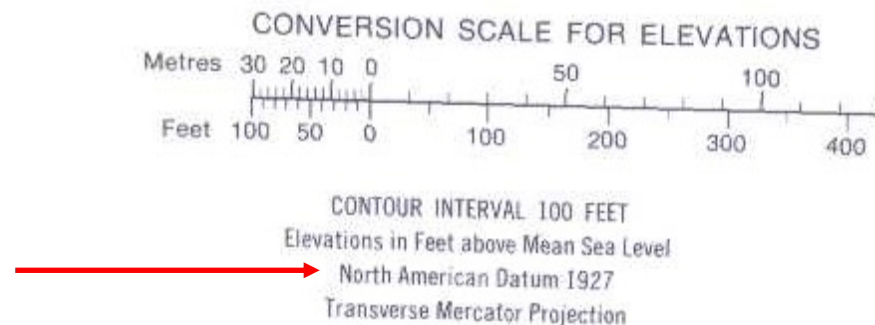 CONVERSION SCALE FOR ELEVATIONS
Metres 30 20 10 0 50 100
Feet 100 50 0 100 200 300 400
CONTOUR INTERVAL 100 FEET
Elevations in Feet above Mean Sea Level
North American Datum 1927
Transverse Mercator Projection